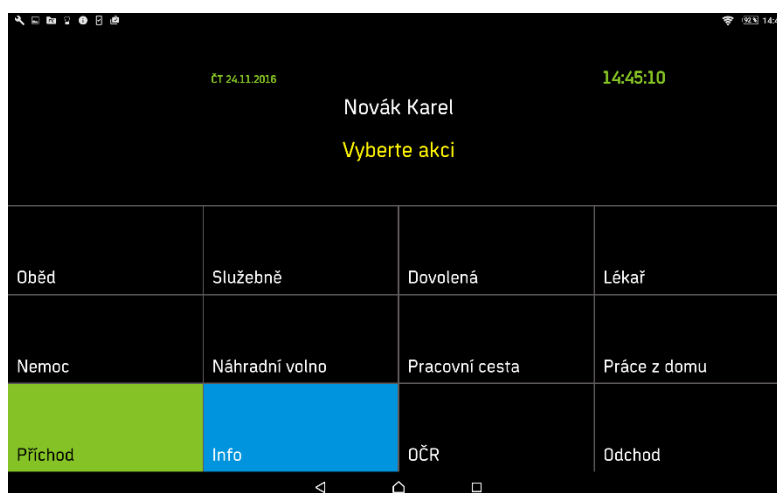 92%
ČT 24.11.2016
14:45:10
Novák Karel
Vyberte akci
Oběd
Služebně
Dovolená
Lékař
Nemoc
Náhradní volno
Pracovní cesta
Práce z domu
Příchod
Info
OČR
Odchod